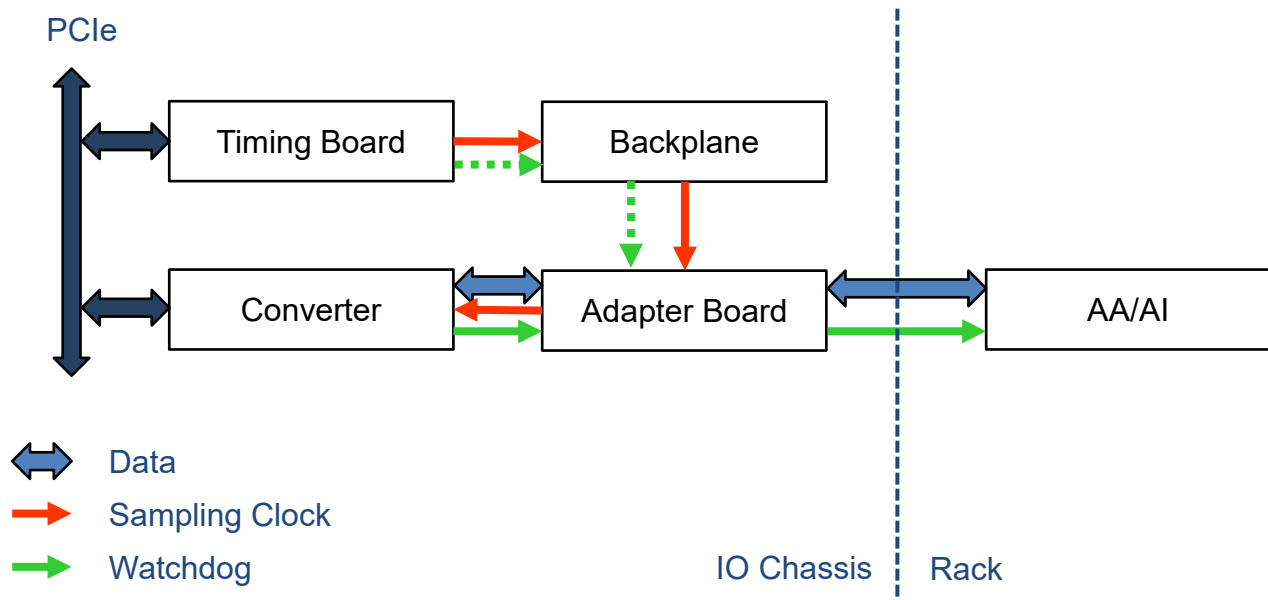 PCIe
Timing Board
Backplane
Converter
Adapter Board
AA/AI
Data
Sampling Clock
Watchdog
IO Chassis
Rack